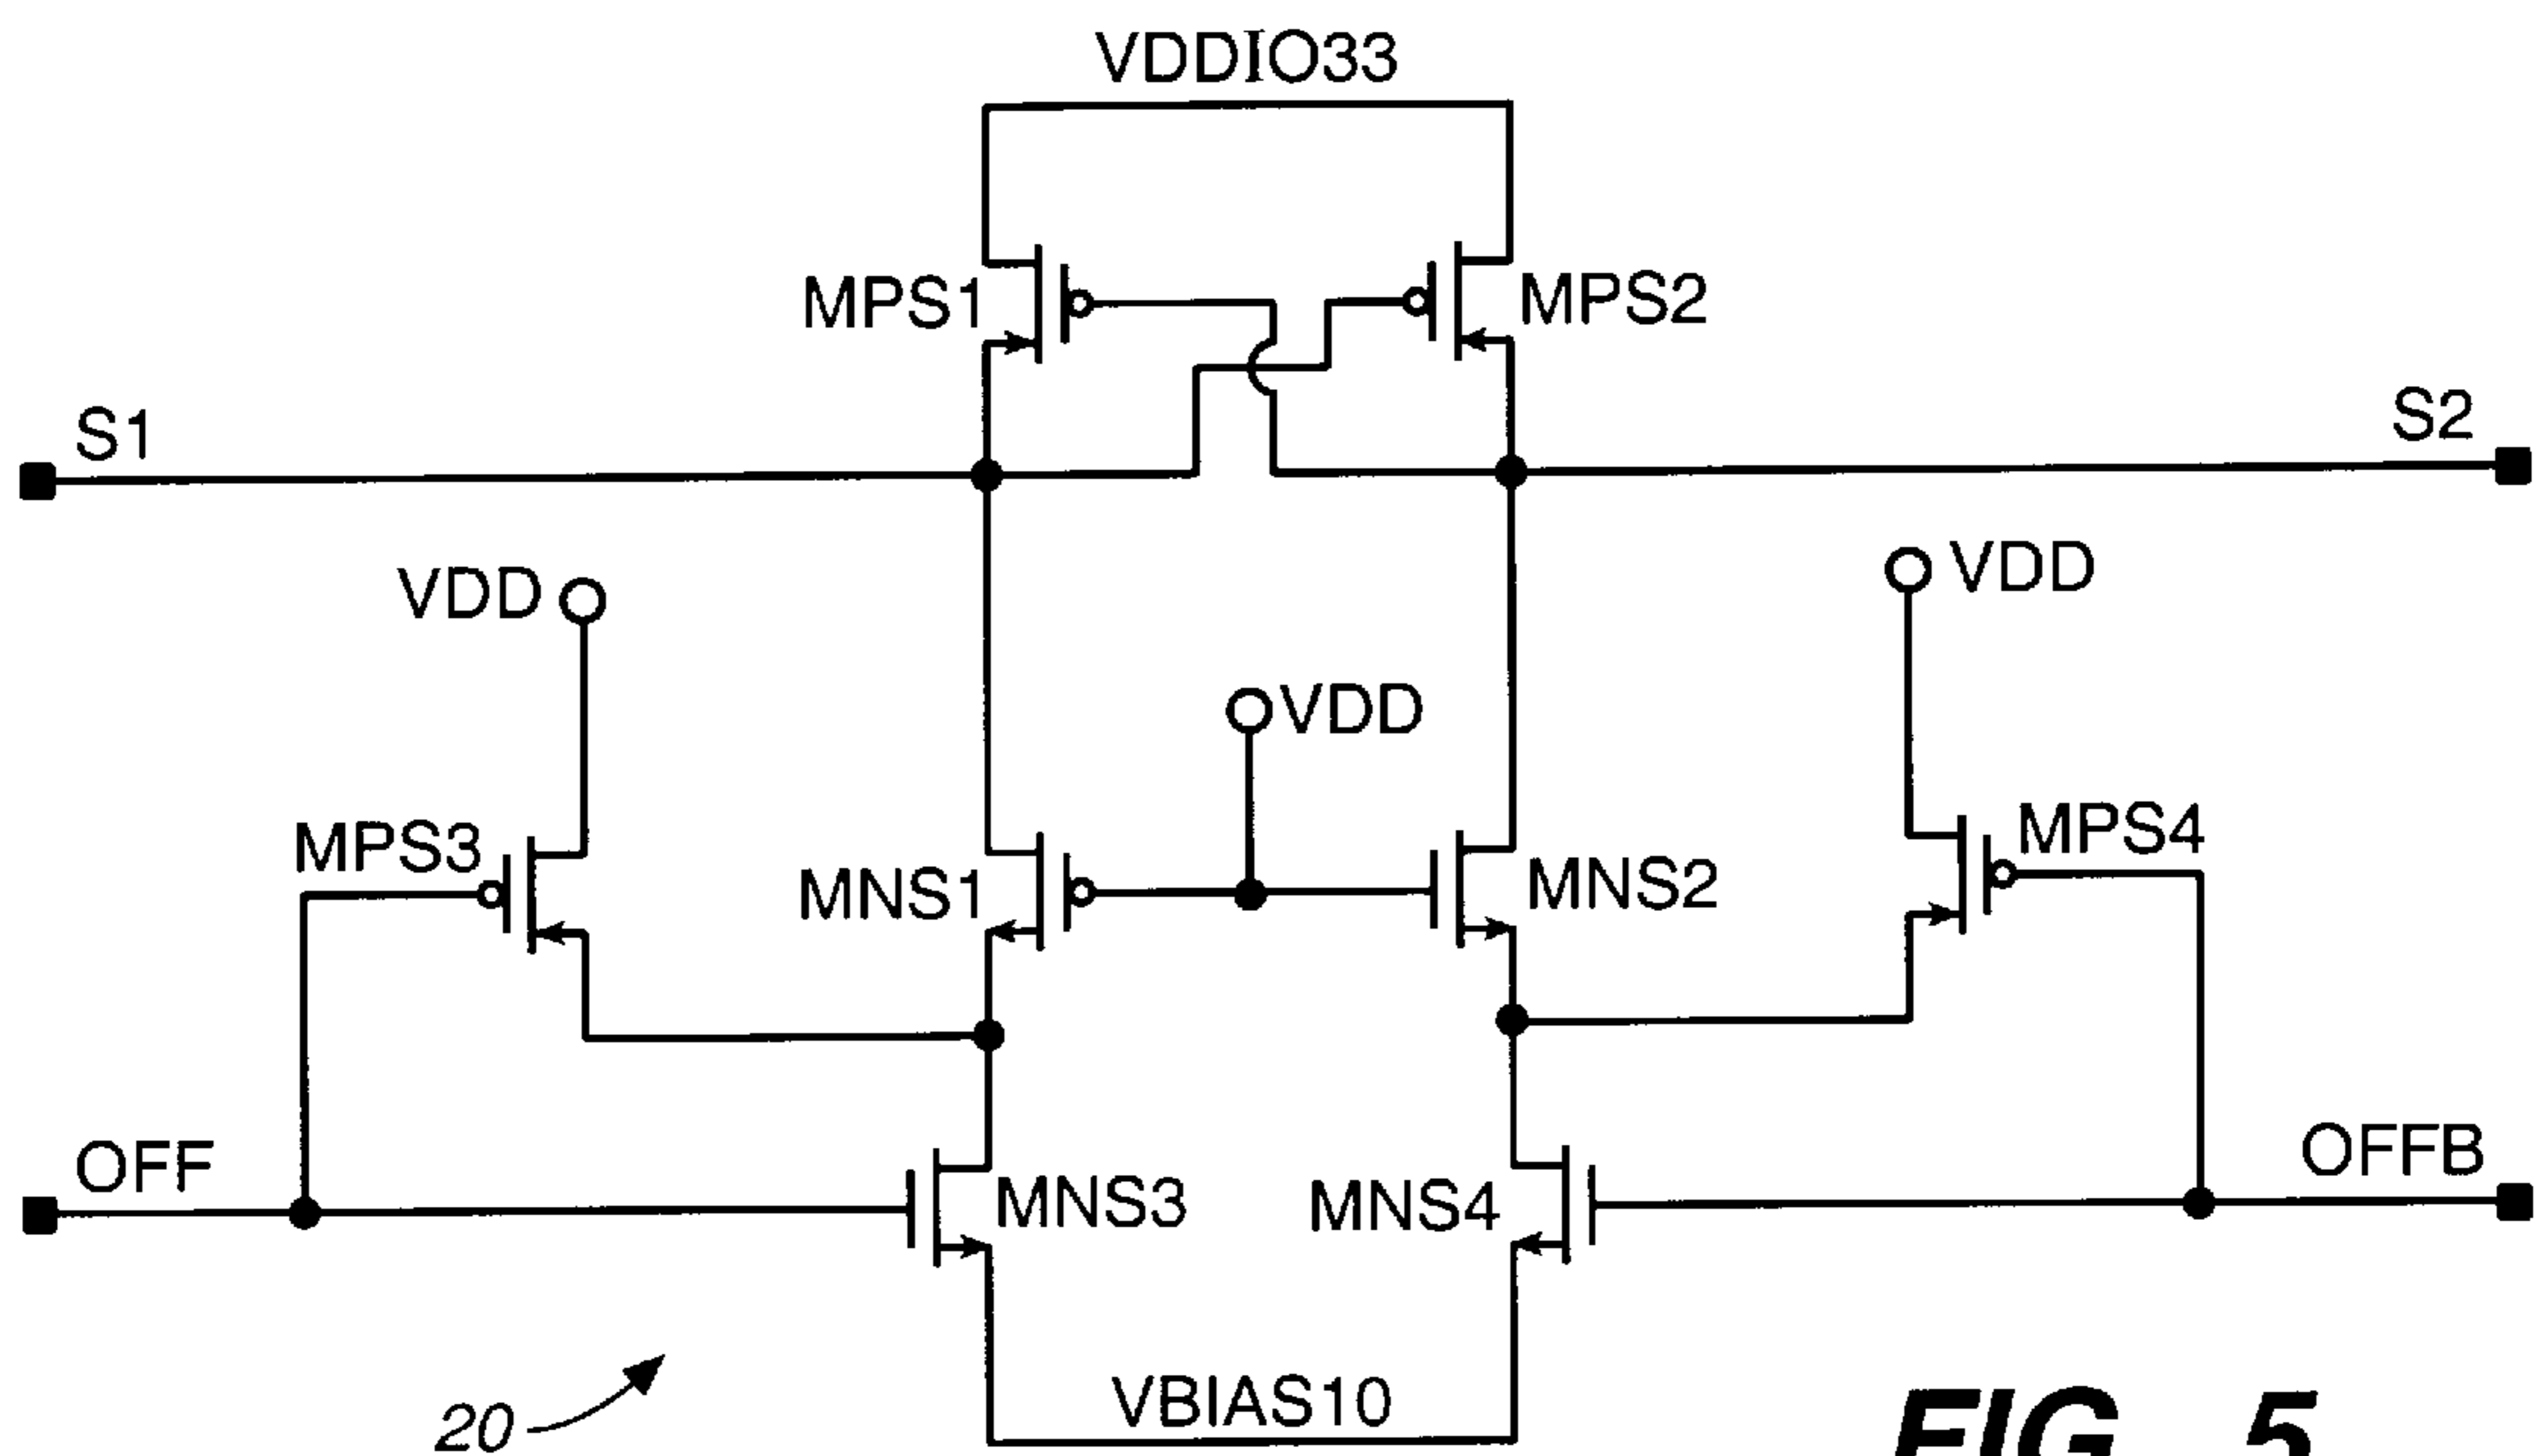 VDDIO33
MPS1
MPS2
S1
S2
VDD
VDD
VDD
MPS3
MNS1
MNS2
MPS4
OFF
OFFB
MNS3
MNS4
VBIAS10
20
FIG. 5